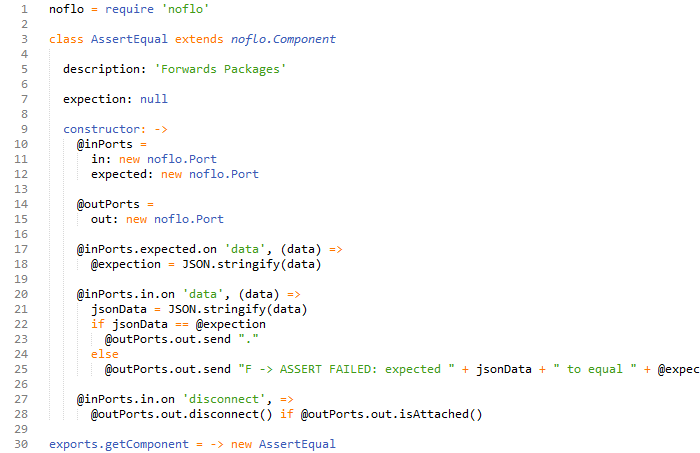 1 noflo = require 'noflo'
2
3 class AssertEqual extends noflo.Component
4
5 description: 'Forwards Packages'
6
7 expection: null
8
9 constructor: ->
10 @inPorts =
11 in: new noflo.Port
12 expected: new noflo.Port
13
14 @outPorts =
15 out: new noflo.Port
16
17 @inPorts.expected.on 'data', (data) =>
18 @expection = JSON.stringify(data)
19
20 @inPorts.in.on 'data', (data) =>
21 jsonData = JSON.stringify(data)
22 if jsonData == @expection
23 @outPorts.out.send "."
24 else
25 @outPorts.out.send "F -> ASSERT FAILED: expected " + jsonData + " to equal " + @expec
26
27 @inPorts.in.on 'disconnect', =>
28 @outPorts.out.disconnect() if @outPorts.out.isAttached()
29
30 exports.getComponent = -> new AssertEqual